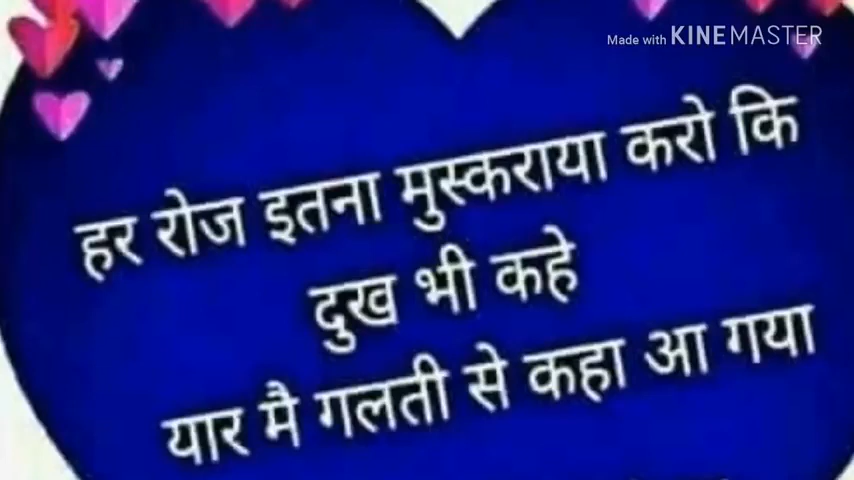 Made with KINEMASTER
हर रोज इतना मुस्कराया करो कि
दुख भी कहे
यार मै गलती से कहा आ गया